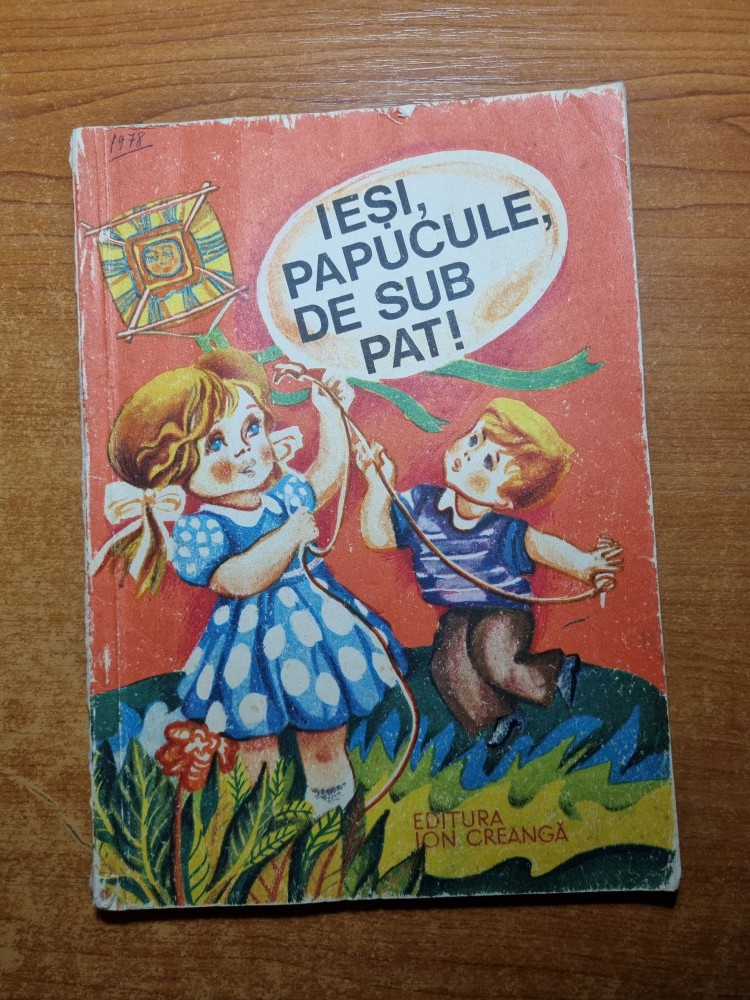 1978
IEȘI,
PAPUCULE,
DE SUB
PAT!
EDITURA
ION CREANGĂ